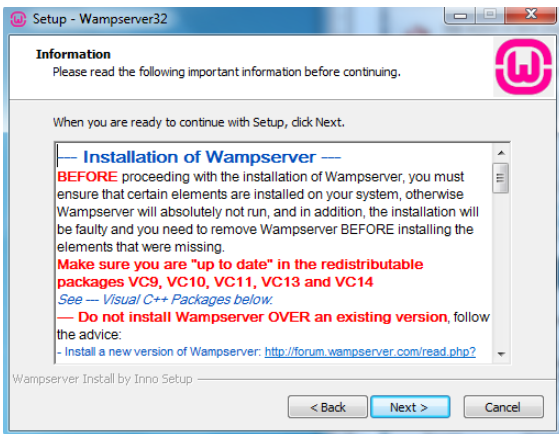 Setup - Wampserver32
Information
Please read the following important information before continuing.
When you are ready to continue with Setup, click Next.
--- Installation of Wampserver ---
BEFORE proceeding with the installation of Wampserver, you must
ensure that certain elements are installed on your system, otherwise
Wampserver will absolutely not run, and in addition, the installation will
be faulty and you need to remove Wampserver BEFORE installing the
elements that were missing.
Make sure you are "up to date" in the redistributable
packages VC9, VC10, VC11, VC13 and VC14
See --- Visual C++ Packages below.
--- Do not install Wampserver OVER an existing version, follow
the advice:
- Install a new version of Wampserver: http://forum.wampserver.com/read.php?
Wampserver Install by Inno Setup
< Back
Next >
Cancel